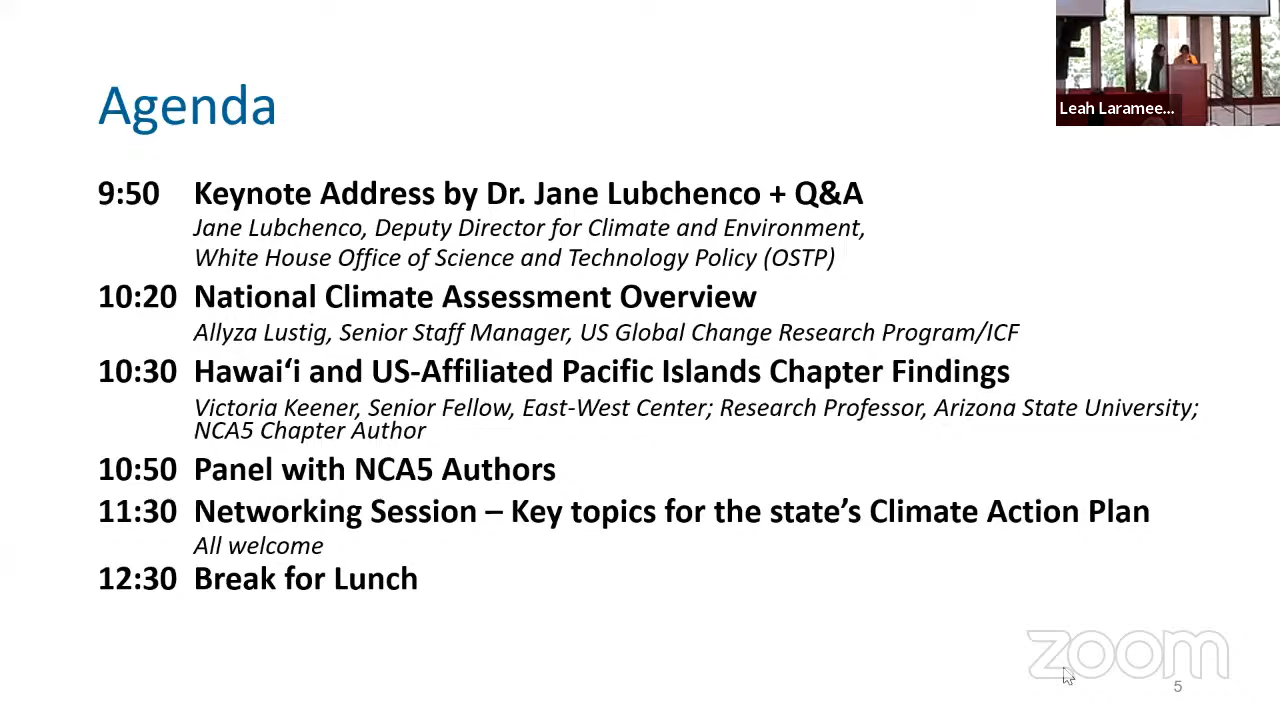 Agenda
Leah Laramee...
9:50 Keynote Address by Dr. Jane Lubchenco + Q&A
Jane Lubchenco, Deputy Director for Climate and Environment,
White House Office of Science and Technology Policy (OSTP)
10:20 National Climate Assessment Overview
Allyza Lustig, Senior Staff Manager, US Global Change Research Program/ICF
10:30 Hawai‘i and US-Affiliated Pacific Islands Chapter Findings
Victoria Keener, Senior Fellow, East-West Center; Research Professor, Arizona State University;
NCA5 Chapter Author
10:50 Panel with NCA5 Authors
11:30 Networking Session – Key topics for the state’s Climate Action Plan
All welcome
12:30 Break for Lunch
zoom
5